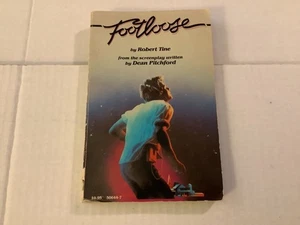 Footloose
by Robert Tine
from the screenplay written
by Dean Pitchford